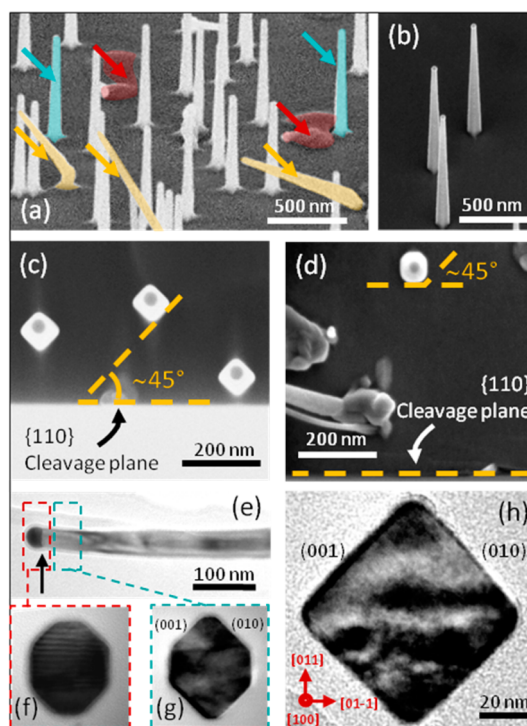 (a)
500 nm
(b)
500 nm
(c)
~45°
{110}
Cleavage plane
200 nm
(d)
~45°
{110}
Cleavage plane
200 nm
(e)
100 nm
(f)
(001)
(010)
(g)
(h)
(001)
(010)
[011]
[01-1]
[100]
20 nm